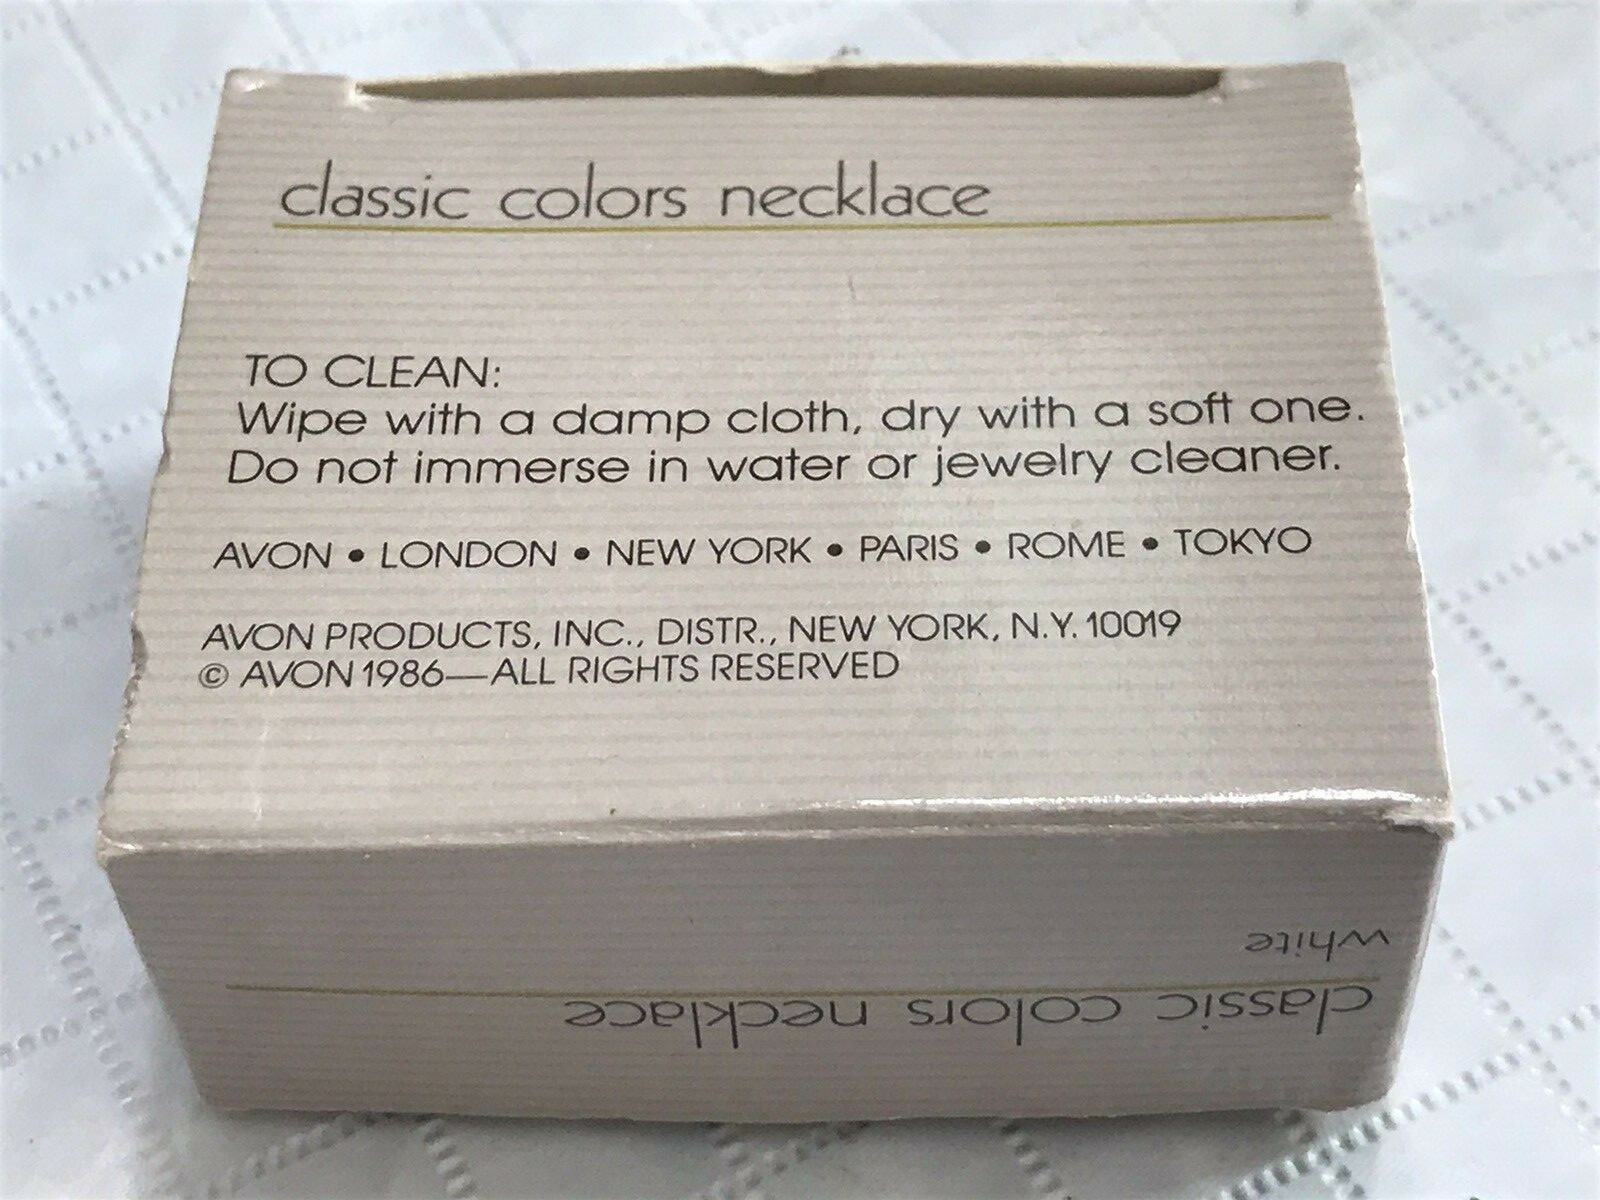 classic colors necklace
TO CLEAN:
Wipe with a damp cloth, dry with a soft one.
Do not immerse in water or jewelry cleaner.
AVON • LONDON • NEW YORK • PARIS • ROME • TOKYO
AVON PRODUCTS, INC., DISTR., NEW YORK, N.Y. 10019
© AVON 1986—ALL RIGHTS RESERVED
classic colors necklace
white